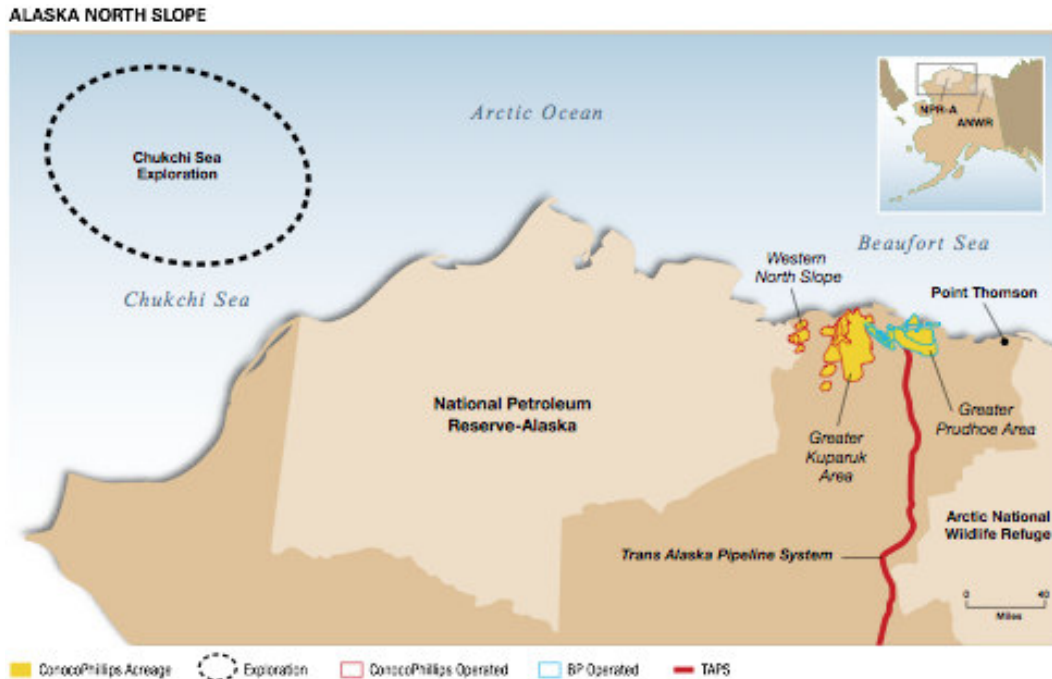 ALASKA NORTH SLOPE
Arctic Ocean
NPR-A
ANWR
Chukchi Sea
Exploration
Beaufort Sea
Western
North Slope
Chukchi Sea
Point Thomson
National Petroleum
Reserve-Alaska
Greater
Prudhoe Area
Greater
Kuparuk
Area
Arctic National
Wildlife Refuge
Trans Alaska Pipeline System
0 40
Miles
ConocoPhillips Acreage Exploration ConocoPhillips Operated BP Operated TAPS